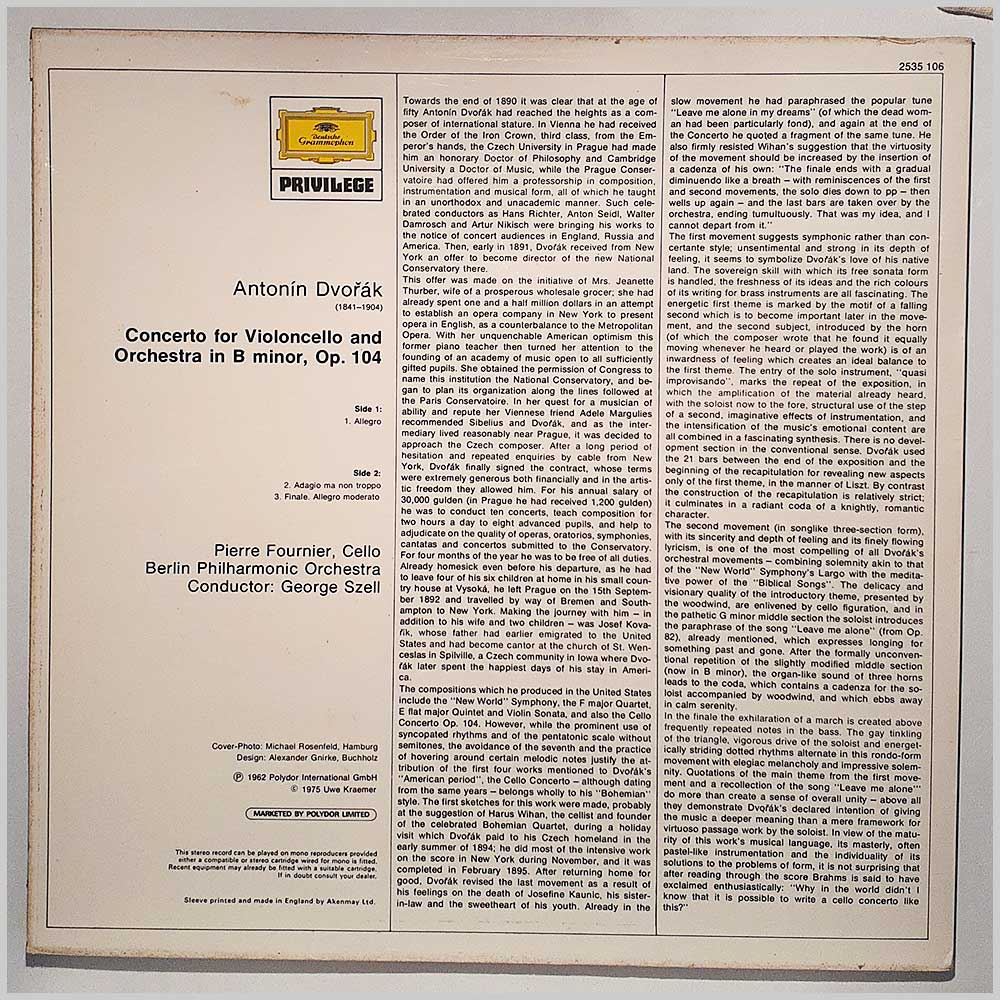 2535 106
Deutsche
Grammophon
PRIVILEGE
Antonín Dvořák
(1841–1904)
Concerto for Violoncello and
Orchestra in B minor, Op. 104
Side 1:
1. Allegro
Side 2:
2. Adagio ma non troppo
3. Finale. Allegro moderato
Pierre Fournier, Cello
Berlin Philharmonic Orchestra
Conductor: George Szell
Cover-Photo: Michael Rosenfeld, Hamburg
Design: Alexander Gnirke, Buchholz
Ⓟ 1962 Polydor International GmbH
© 1975 Uwe Kraemer
MARKETED BY POLYDOR LIMITED
This stereo record can be played on mono reproducers provided
either a compatible or stereo cartridge wired for mono is fitted.
Recent equipment may already be fitted with a suitable cartridge.
If in doubt consult your dealer.
Sleeve printed and made in England by Akenmay Ltd.
Towards the end of 1890 it was clear that at the age of
fifty Antonín Dvořák had reached the heights as a com-
poser of international stature. In Vienna he had received
the Order of the Iron Crown, third class, from the Em-
peror's hands, the Czech University in Prague had made
him an honorary Doctor of Philosophy and Cambridge
University a Doctor of Music, while the Prague Conser-
vatoire had offered him a professorship in composition,
instrumentation and musical form, all of which he taught
in an unorthodox and unacademic manner. Such cele-
brated conductors as Hans Richter, Anton Seidl, Walter
Damrosch and Artur Nikisch were bringing his works to
the notice of concert audiences in England, Russia and
America. Then, early in 1891, Dvořák received from New
York an offer to become director of the new National
Conservatory there.
This offer was made on the initiative of Mrs. Jeanette
Thurber, wife of a prosperous wholesale grocer; she had
already spent one and a half million dollars in an attempt
to establish an opera company in New York to present
opera in English, as a counterbalance to the Metropolitan
Opera. With her unquenchable American optimism this
former piano teacher then turned her attention to the
founding of an academy of music open to all sufficiently
gifted pupils. She obtained the permission of Congress to
name this institution the National Conservatory, and be-
gan to plan its organization along the lines followed at
the Paris Conservatoire. In her quest for a musician of
ability and repute her Viennese friend Adele Margulies
recommended Sibelius and Dvořák, and as the inter-
mediary lived reasonably near Prague, it was decided to
approach the Czech composer. After a long period of
hesitation and repeated enquiries by cable from New
York, Dvořák finally signed the contract, whose terms
were extremely generous both financially and in the artis-
tic freedom they allowed him. For his annual salary of
30,000 gulden (in Prague he had received 1,200 gulden)
he was to conduct ten concerts, teach composition for
two hours a day to eight advanced pupils, and help to
adjudicate on the quality of operas, oratorios, symphonies,
cantatas and concertos submitted to the Conservatory.
For four months of the year he was to be free of all duties.
Already homesick even before his departure, as he had
to leave four of his six children at home in his small coun-
try house at Vysoká, he left Prague on the 15th Septem-
ber 1892 and travelled by way of Bremen and South-
ampton to New York. Making the journey with him – in
addition to his wife and two children – was Josef Kova-
řik, whose father had earlier emigrated to the United
States and had become cantor at the church of St. Wen-
ceslas in Spilville, a Czech community in Iowa where Dvo-
řák later spent the happiest days of his stay in Ameri-
ca.
The compositions which he produced in the United States
include the "New World" Symphony, the F major Quartet,
E flat major Quintet and Violin Sonata, and also the Cello
Concerto Op. 104. However, while the prominent use of
syncopated rhythms and of the pentatonic scale without
semitones, the avoidance of the seventh and the practice
of hovering around certain melodic notes justify the at-
tribution of the first four works mentioned to Dvořák's
"American period", the Cello Concerto – although dating
from the same years – belongs wholly to his "Bohemian"
style. The first sketches for this work were made, probably
at the suggestion of Harus Wihan, the cellist and founder
of the celebrated Bohemian Quartet, during a holiday
visit which Dvořák paid to his Czech homeland in the
early summer of 1894; he did most of the intensive work
on the score in New York during November, and it was
completed in February 1895. After returning home for
good, Dvořák revised the last movement as a result of
his feelings on the death of Josefine Kaunic, his sister-
in-law and the sweetheart of his youth. Already in the
slow movement he had paraphrased the popular tune
"Leave me alone in my dreams" (of which the dead wom-
an had been particularly fond), and again at the end of
the Concerto he quoted a fragment of the same tune. He
also firmly resisted Wihan's suggestion that the virtuosity
of the movement should be increased by the insertion of
a cadenza of his own: "The finale ends with a gradual
diminuendo like a breath – with reminiscences of the first
and second movements, the solo dies down to pp – then
wells up again – and the last bars are taken over by the
orchestra, ending tumultuously. That was my idea, and I
cannot depart from it."
The first movement suggests symphonic rather than con-
certante style; unsentimental and strong in its depth of
feeling, it seems to symbolize Dvořák's love of his native
land. The sovereign skill with which its free sonata form
is handled, the freshness of its ideas and the rich colours
of its writing for brass instruments are all fascinating. The
energetic first theme is marked by the motif of a falling
second which is to become important later in the move-
ment, and the second subject, introduced by the horn
(of which the composer wrote that he found it equally
moving whenever he heard or played the work) is of an
inwardness of feeling which creates an ideal balance to
the first theme. The entry of the solo instrument, "quasi
improvisando", marks the repeat of the exposition, in
which the amplification of the material already heard,
with the soloist now to the fore, structural use of the step
of a second, imaginative effects of instrumentation, and
the intensification of the music's emotional content are
all combined in a fascinating synthesis. There is no devel-
opment section in the conventional sense. Dvořák used
the 21 bars between the end of the exposition and the
beginning of the recapitulation for revealing new aspects
only of the first theme, in the manner of Liszt. By contrast
the construction of the recapitulation is relatively strict;
it culminates in a radiant coda of a knightly, romantic
character.
The second movement (in songlike three-section form),
with its sincerity and depth of feeling and its finely flowing
lyricism, is one of the most compelling of all Dvořák's
orchestral movements – combining solemnity akin to that
of the "New World" Symphony's Largo with the medita-
tive power of the "Biblical Songs". The delicacy and
visionary quality of the introductory theme, presented by
the woodwind, are enlivened by cello figuration, and in
the pathetic G minor middle section the soloist introduces
the paraphrase of the song "Leave me alone" (from Op.
82), already mentioned, which expresses longing for
something past and gone. After the formally unconven-
tional repetition of the slightly modified middle section
(now in B minor), the organ-like sound of three horns
leads to the coda, which contains a cadenza for the so-
loist accompanied by woodwind, and which ebbs away
in calm serenity.
In the finale the exhilaration of a march is created above
frequently repeated notes in the bass. The gay tinkling
of the triangle, vigorous drive of the soloist and energet-
ically striding dotted rhythms alternate in this rondo-form
movement with elegiac melancholy and impressive solem-
nity. Quotations of the main theme from the first move-
ment and a recollection of the song "Leave me alone'"
do more than create a sense of overall unity – above all
they demonstrate Dvořák's declared intention of giving
the music a deeper meaning than a mere framework for
virtuoso passage work by the soloist. In view of the matu-
rity of this work's musical language, its masterly, often
pastel-like instrumentation and the individuality of its
solutions to the problems of form, it is not surprising that
after reading through the score Brahms is said to have
exclaimed enthusiastically: "Why in the world didn't I
know that it is possible to write a cello concerto like
this?"